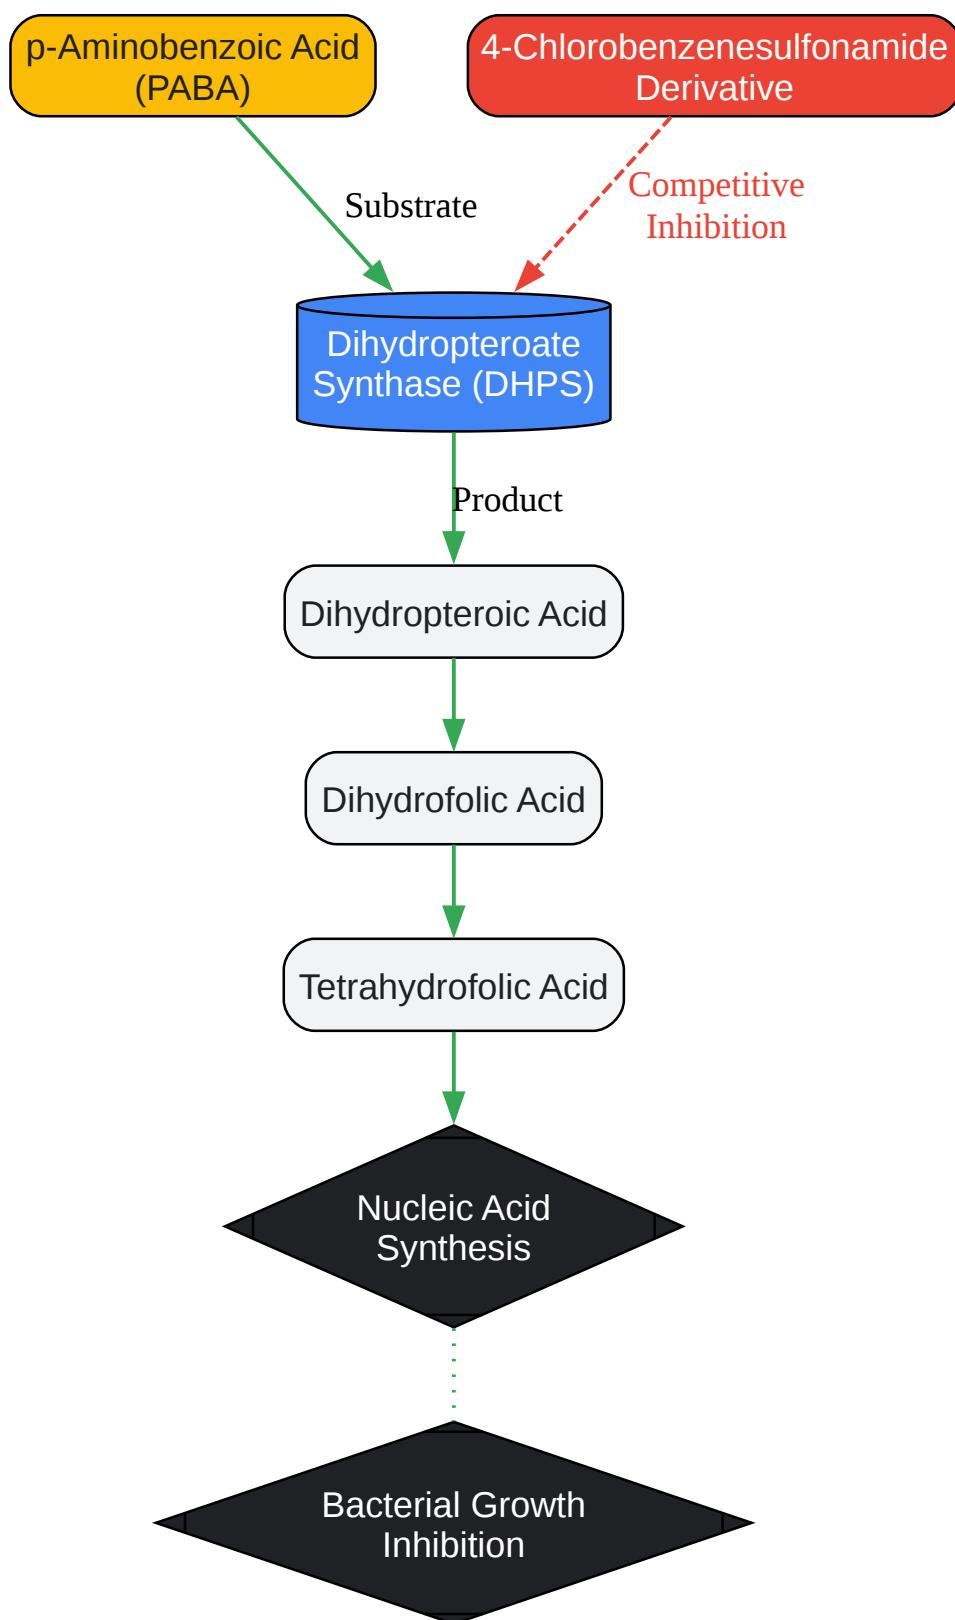 p-Aminobenzoic Acid
(PABA)
4-Chlorobenzenesulfonamide
Derivative
Substrate
Competitive
Inhibition
Dihydropteroate
Synthase (DHPS)
Product
Dihydropteroic Acid
Dihydrofolic Acid
Tetrahydrofolic Acid
Nucleic Acid
Synthesis
Bacterial Growth
Inhibition